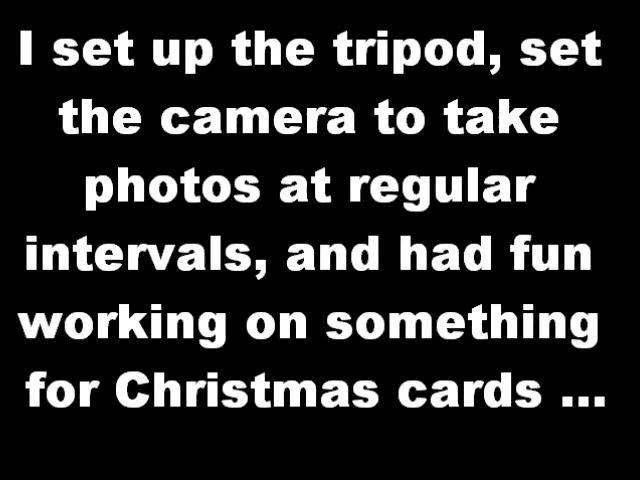 I set up the tripod, set
the camera to take
photos at regular
intervals, and had fun
working on something
for Christmas cards ...